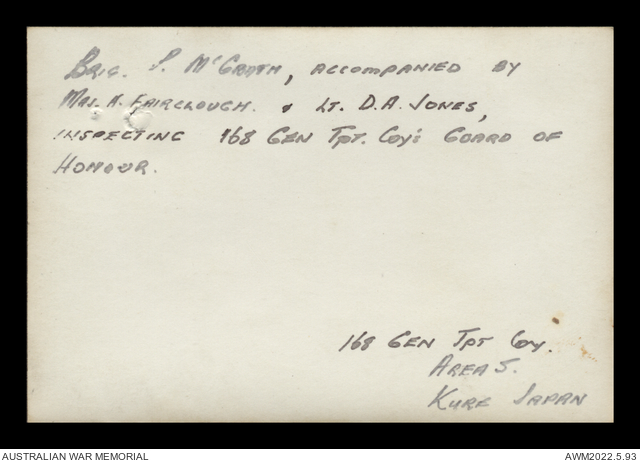 BRIG. P. McGRATH, ACCOMPANIED BY
MAJ. H. FAIRCLOUGH. & LT. D.A. JONES,
INSPECTING 168 GEN TPT. COY'S GUARD OF
HONOUR.
168 GEN TPT COY.
AREA 5.
KURE JAPAN
AUSTRALIAN WAR MEMORIAL
AWM2022.5.93